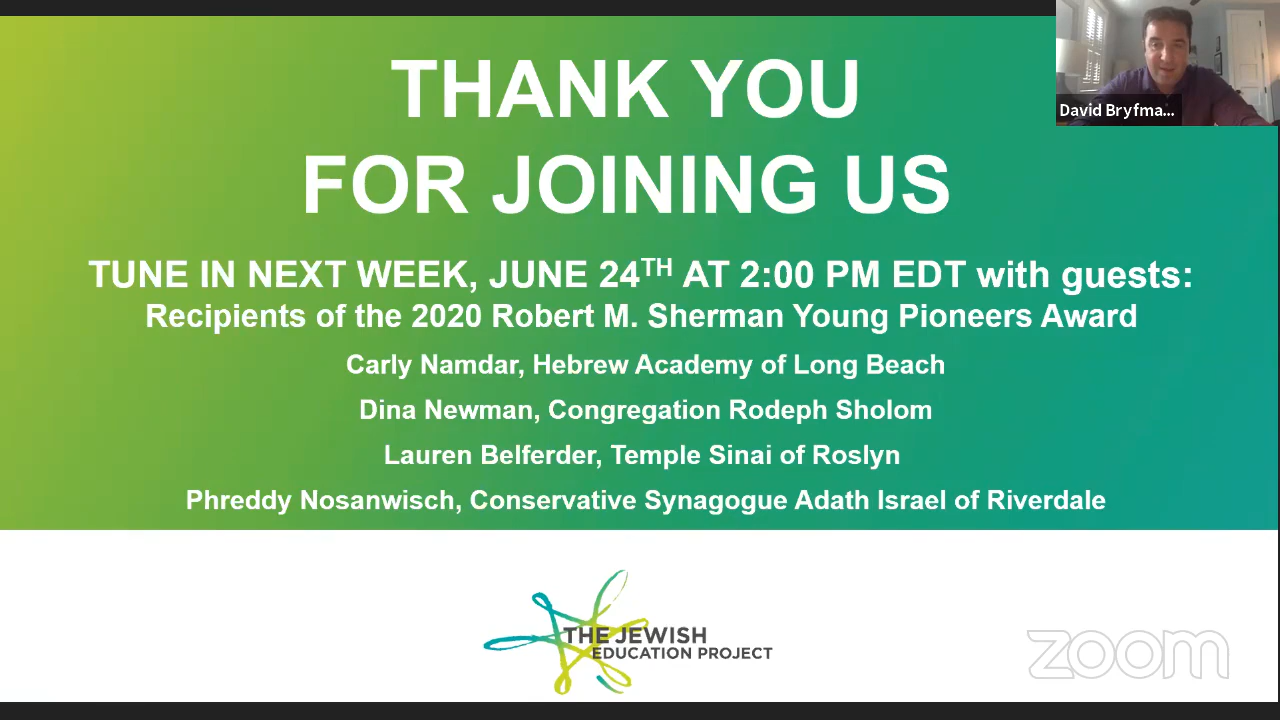 THANK YOU
FOR JOINING US
David Bryfma...
TUNE IN NEXT WEEK, JUNE 24TH AT 2:00 PM EDT with guests:
Recipients of the 2020 Robert M. Sherman Young Pioneers Award
Carly Namdar, Hebrew Academy of Long Beach
Dina Newman, Congregation Rodeph Sholom
Lauren Belferder, Temple Sinai of Roslyn
Phreddy Nosanwisch, Conservative Synagogue Adath Israel of Riverdale
THE JEWISH
EDUCATION PROJECT
zoom